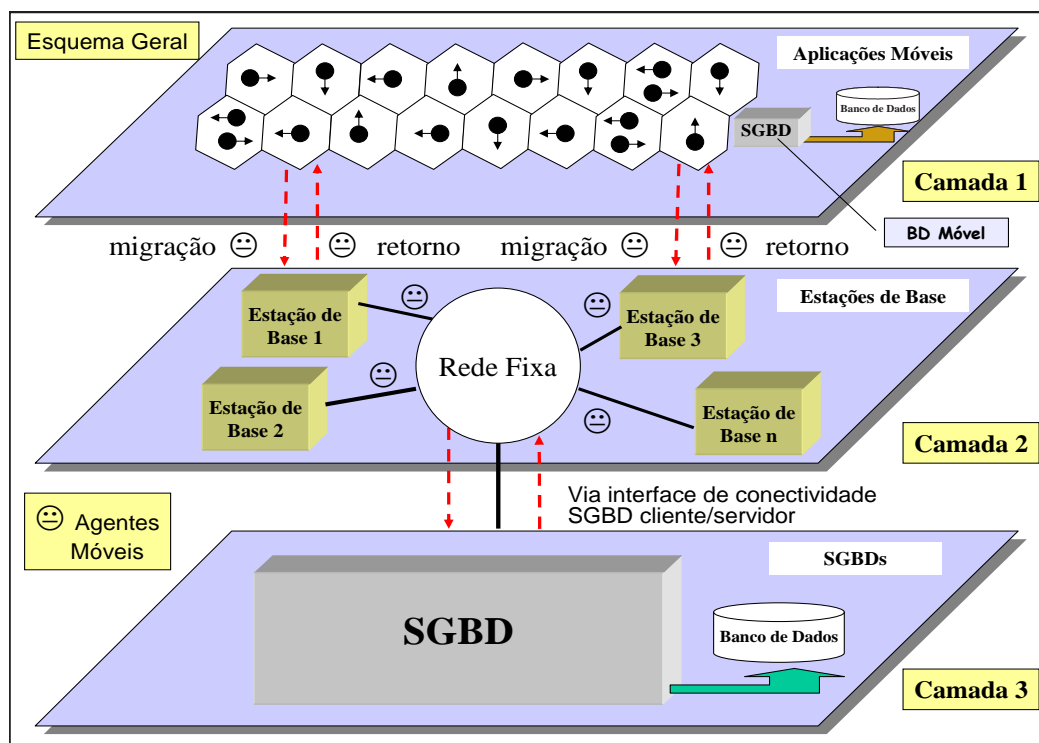 Esquema Geral
Aplicações Móveis
Banco de Dados
SGBD
Camada 1
BD Móvel
migração
retorno
migração
retorno
Estações de Base
Estação de
Base 1
Estação de
Base 3
Rede Fixa
Estação de
Base 2
Estação de
Base n
Camada 2
Via interface de conectividade
SGBD cliente/servidor
Agentes
Móveis
SGBDs
SGBD
Banco de Dados
Camada 3